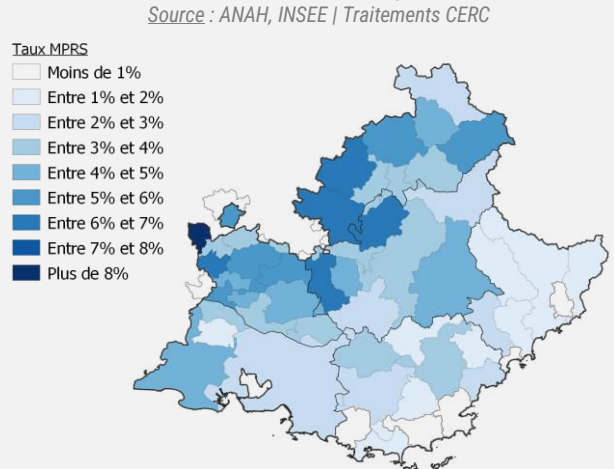 Source : ANAH, INSEE | Traitements CERC
Taux MPRS
Moins de 1%
Entre 1% et 2%
Entre 2% et 3%
Entre 3% et 4%
Entre 4% et 5%
Entre 5% et 6%
Entre 6% et 7%
Entre 7% et 8%
Plus de 8%